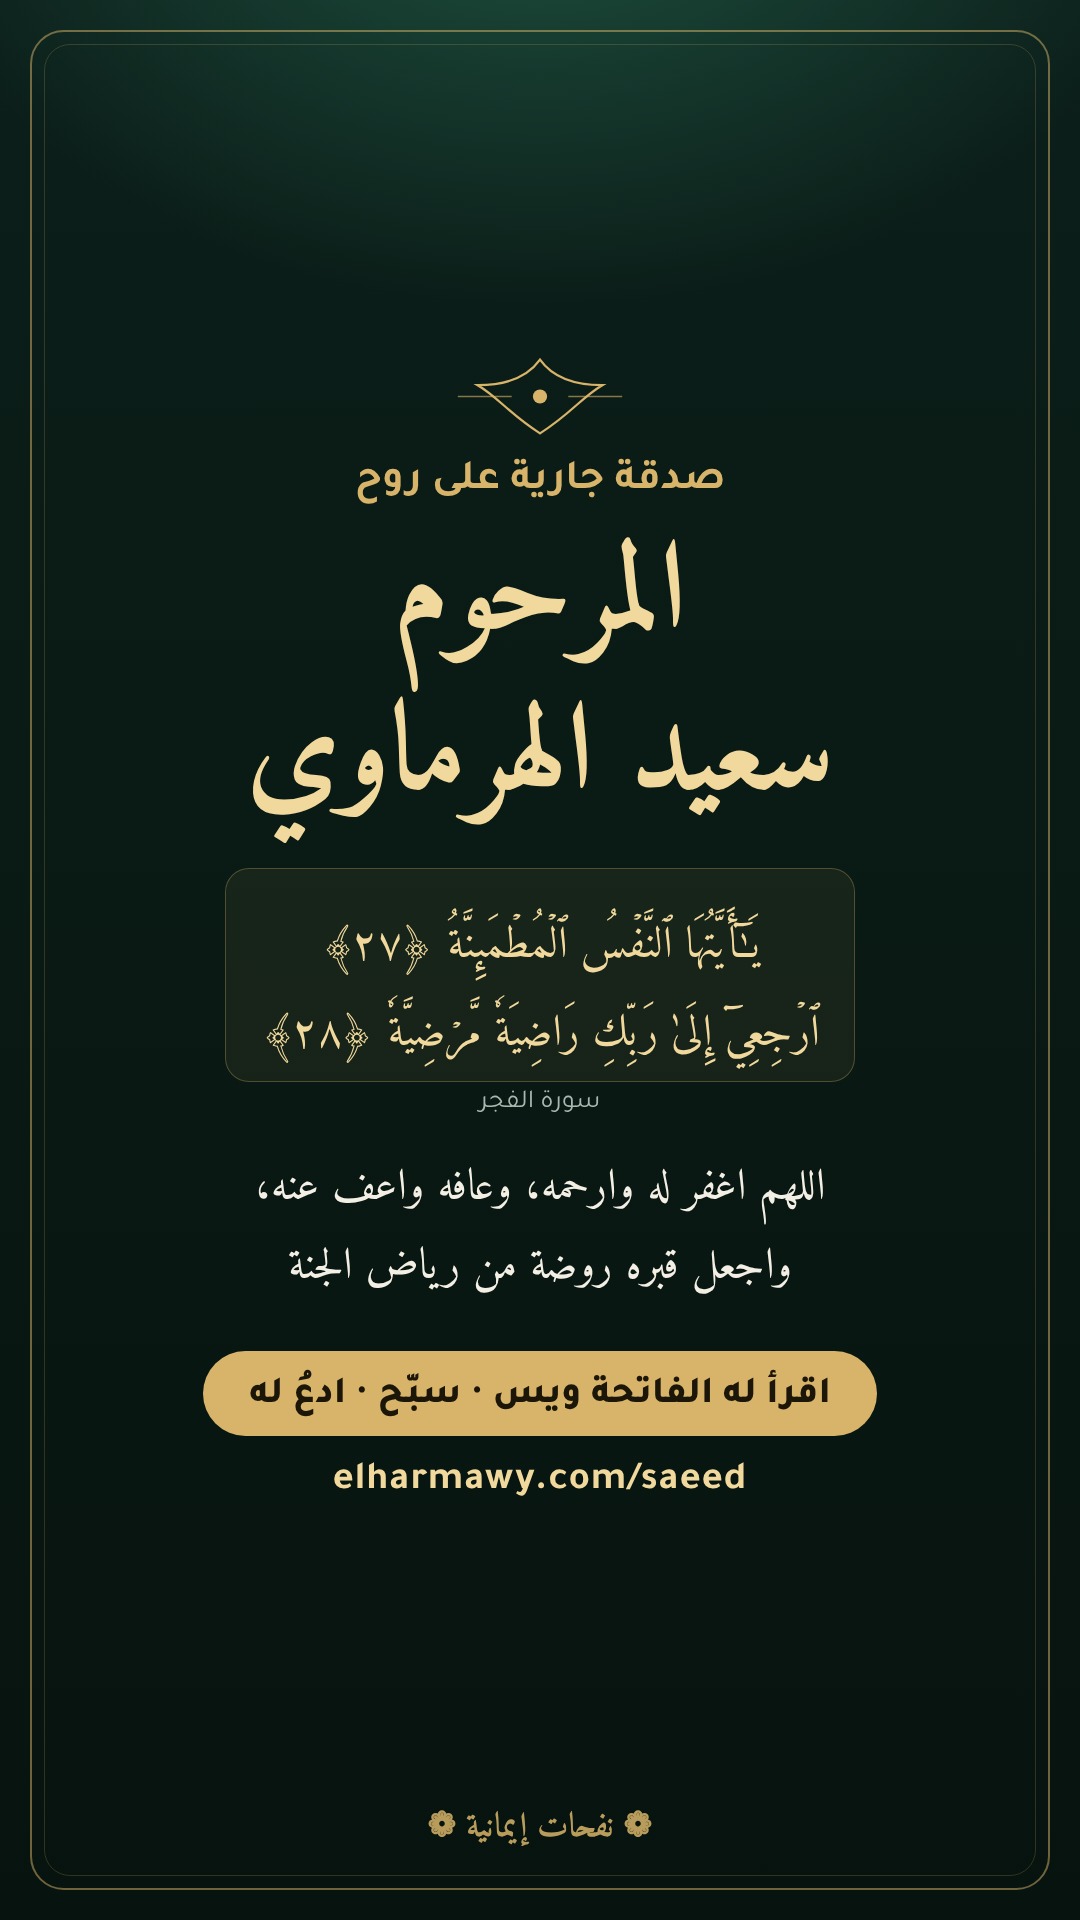 صدقة جارية على روح
المرحوم
سعيد الهرماوي
يَـٰٓأَيَّتُهَا ٱلنَّفۡسُ ٱلۡمُطۡمَئِنَّةُ ﴿٢٧﴾
ٱرۡجِعِيٓ إِلَىٰ رَبِّكِ رَاضِيَةٗ مَّرۡضِيَّةٗ ﴿٢٨﴾
سورة الفجر
اللهم اغفر له وارحمه، وعافه واعف عنه،
واجعل قبره روضة من رياض الجنة
اقرأ له الفاتحة ويس · سبّح · ادعُ له
elharmawy.com/saeed
❁ نفحات إيمانية ❁